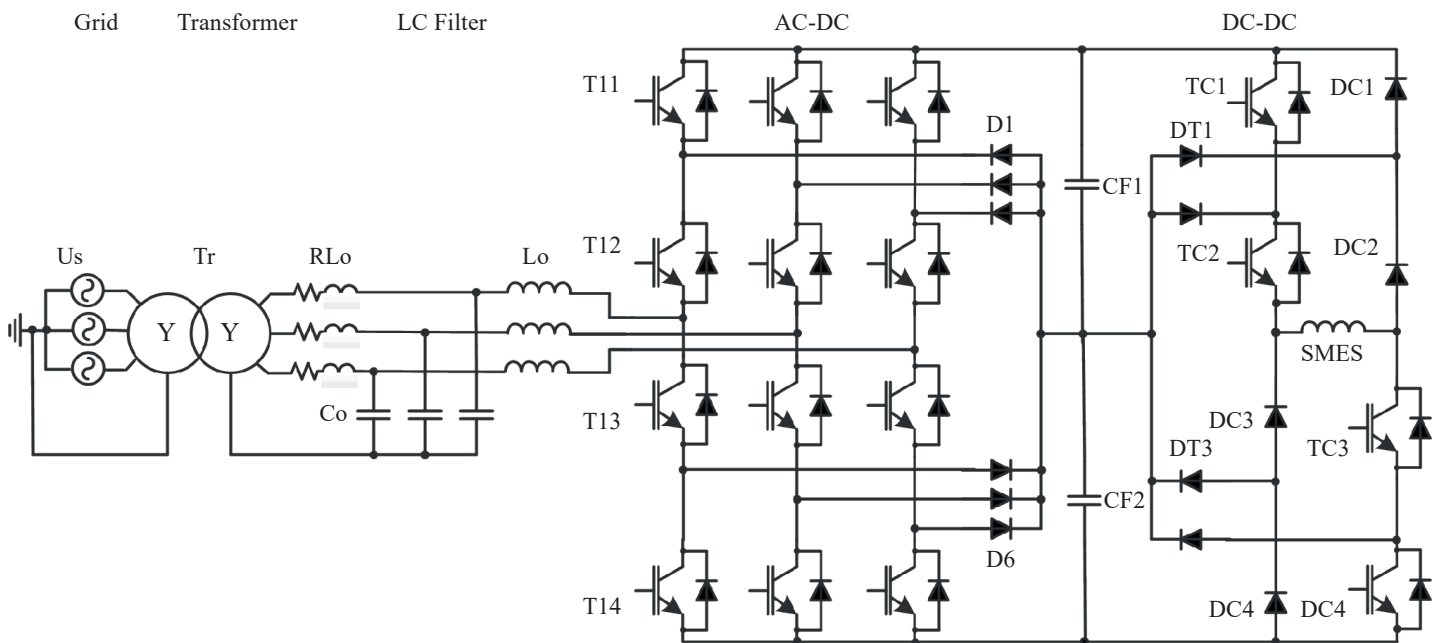 Grid Transformer LC Filter AC-DC DC-DC
T11 TC1 DC1
D1 DT1
CF1
T12 TC2 DC2
Us Tr RLo Lo
Y Y
SMES
Co T13 DC3 TC3
DT3
CF2
D6
T14 DC4 DC4